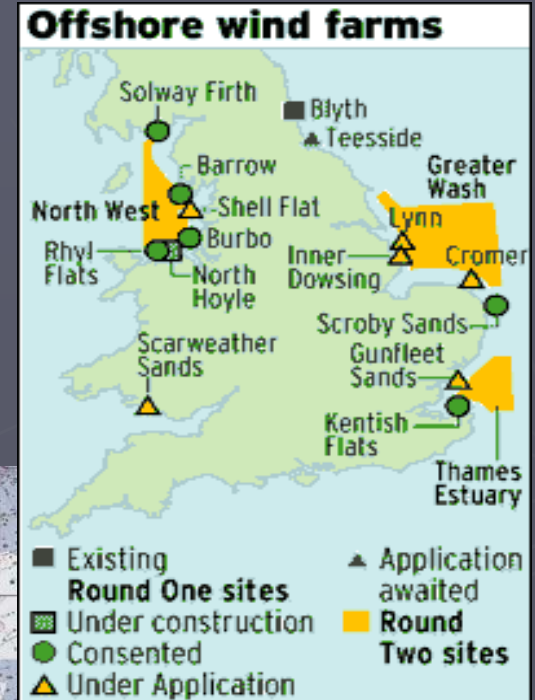 Offshore wind farms
Solway Firth
Blyth
Teesside
Barrow
Greater
Wash
North West
Shell Flat
Lynn
Rhyl
Flats
Burbo
Inner
Dowsing
Cromer
North
Hoyle
Scroby Sands
Scarweather
Sands
Gunfleet
Sands
Kentish
Flats
Thames
Estuary
Existing
Round One sites
Under construction
Consented
Under Application
Application
awaited
Round
Two sites